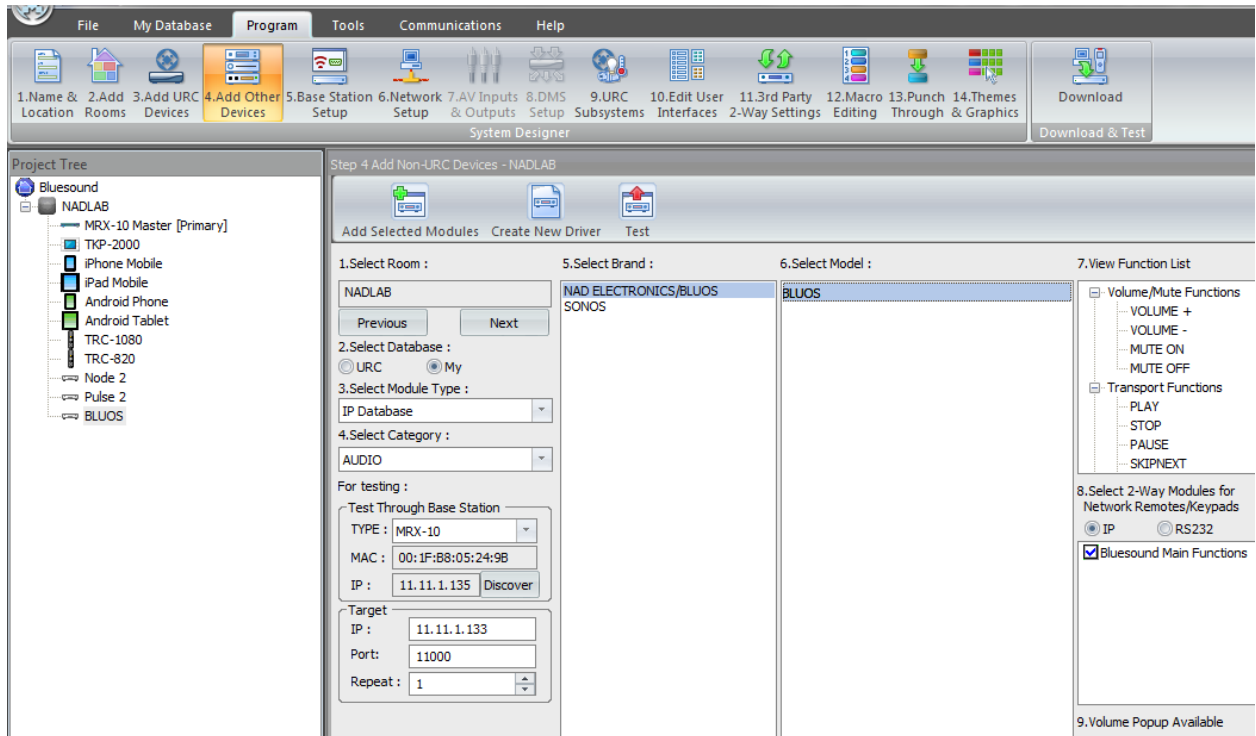 File My Database Program Tools Communications Help
1.Name & Location
2.Add Rooms
3.Add URC Devices
4.Add Other Devices
5.Base Station Setup
6.Network Setup
7.AV Inputs & Outputs
8.DMS Setup
9.URC Subsystems
10.Edit User Interfaces
11.3rd Party 2-Way Settings
12.Macro Editing
13.Punch Through
14.Themes & Graphics
Download
System Designer
Download & Test
Project Tree
Bluesound
NADLAB
MRX-10 Master [Primary]
TKP-2000
iPhone Mobile
iPad Mobile
Android Phone
Android Tablet
TRC-1080
TRC-820
Node 2
Pulse 2
BLUOS
Step 4 Add Non-URC Devices - NADLAB
Add Selected Modules Create New Driver Test
1.Select Room :
NADLAB
Previous Next
2.Select Database :
URC My
3.Select Module Type :
IP Database
4.Select Category :
AUDIO
For testing :
Test Through Base Station
TYPE : MRX-10
MAC : 00:1F:B8:05:24:9B
IP : 11.11.1.135 Discover
Target
IP : 11.11.1.133
Port: 11000
Repeat : 1
5.Select Brand :
NAD ELECTRONICS/BLUOS
SONOS
6.Select Model :
BLUOS
7.View Function List
Volume/Mute Functions
VOLUME +
VOLUME -
MUTE ON
MUTE OFF
Transport Functions
PLAY
STOP
PAUSE
SKIPNEXT
8.Select 2-Way Modules for
Network Remotes/Keypads
IP RS232
Bluesound Main Functions
9.Volume Popup Available